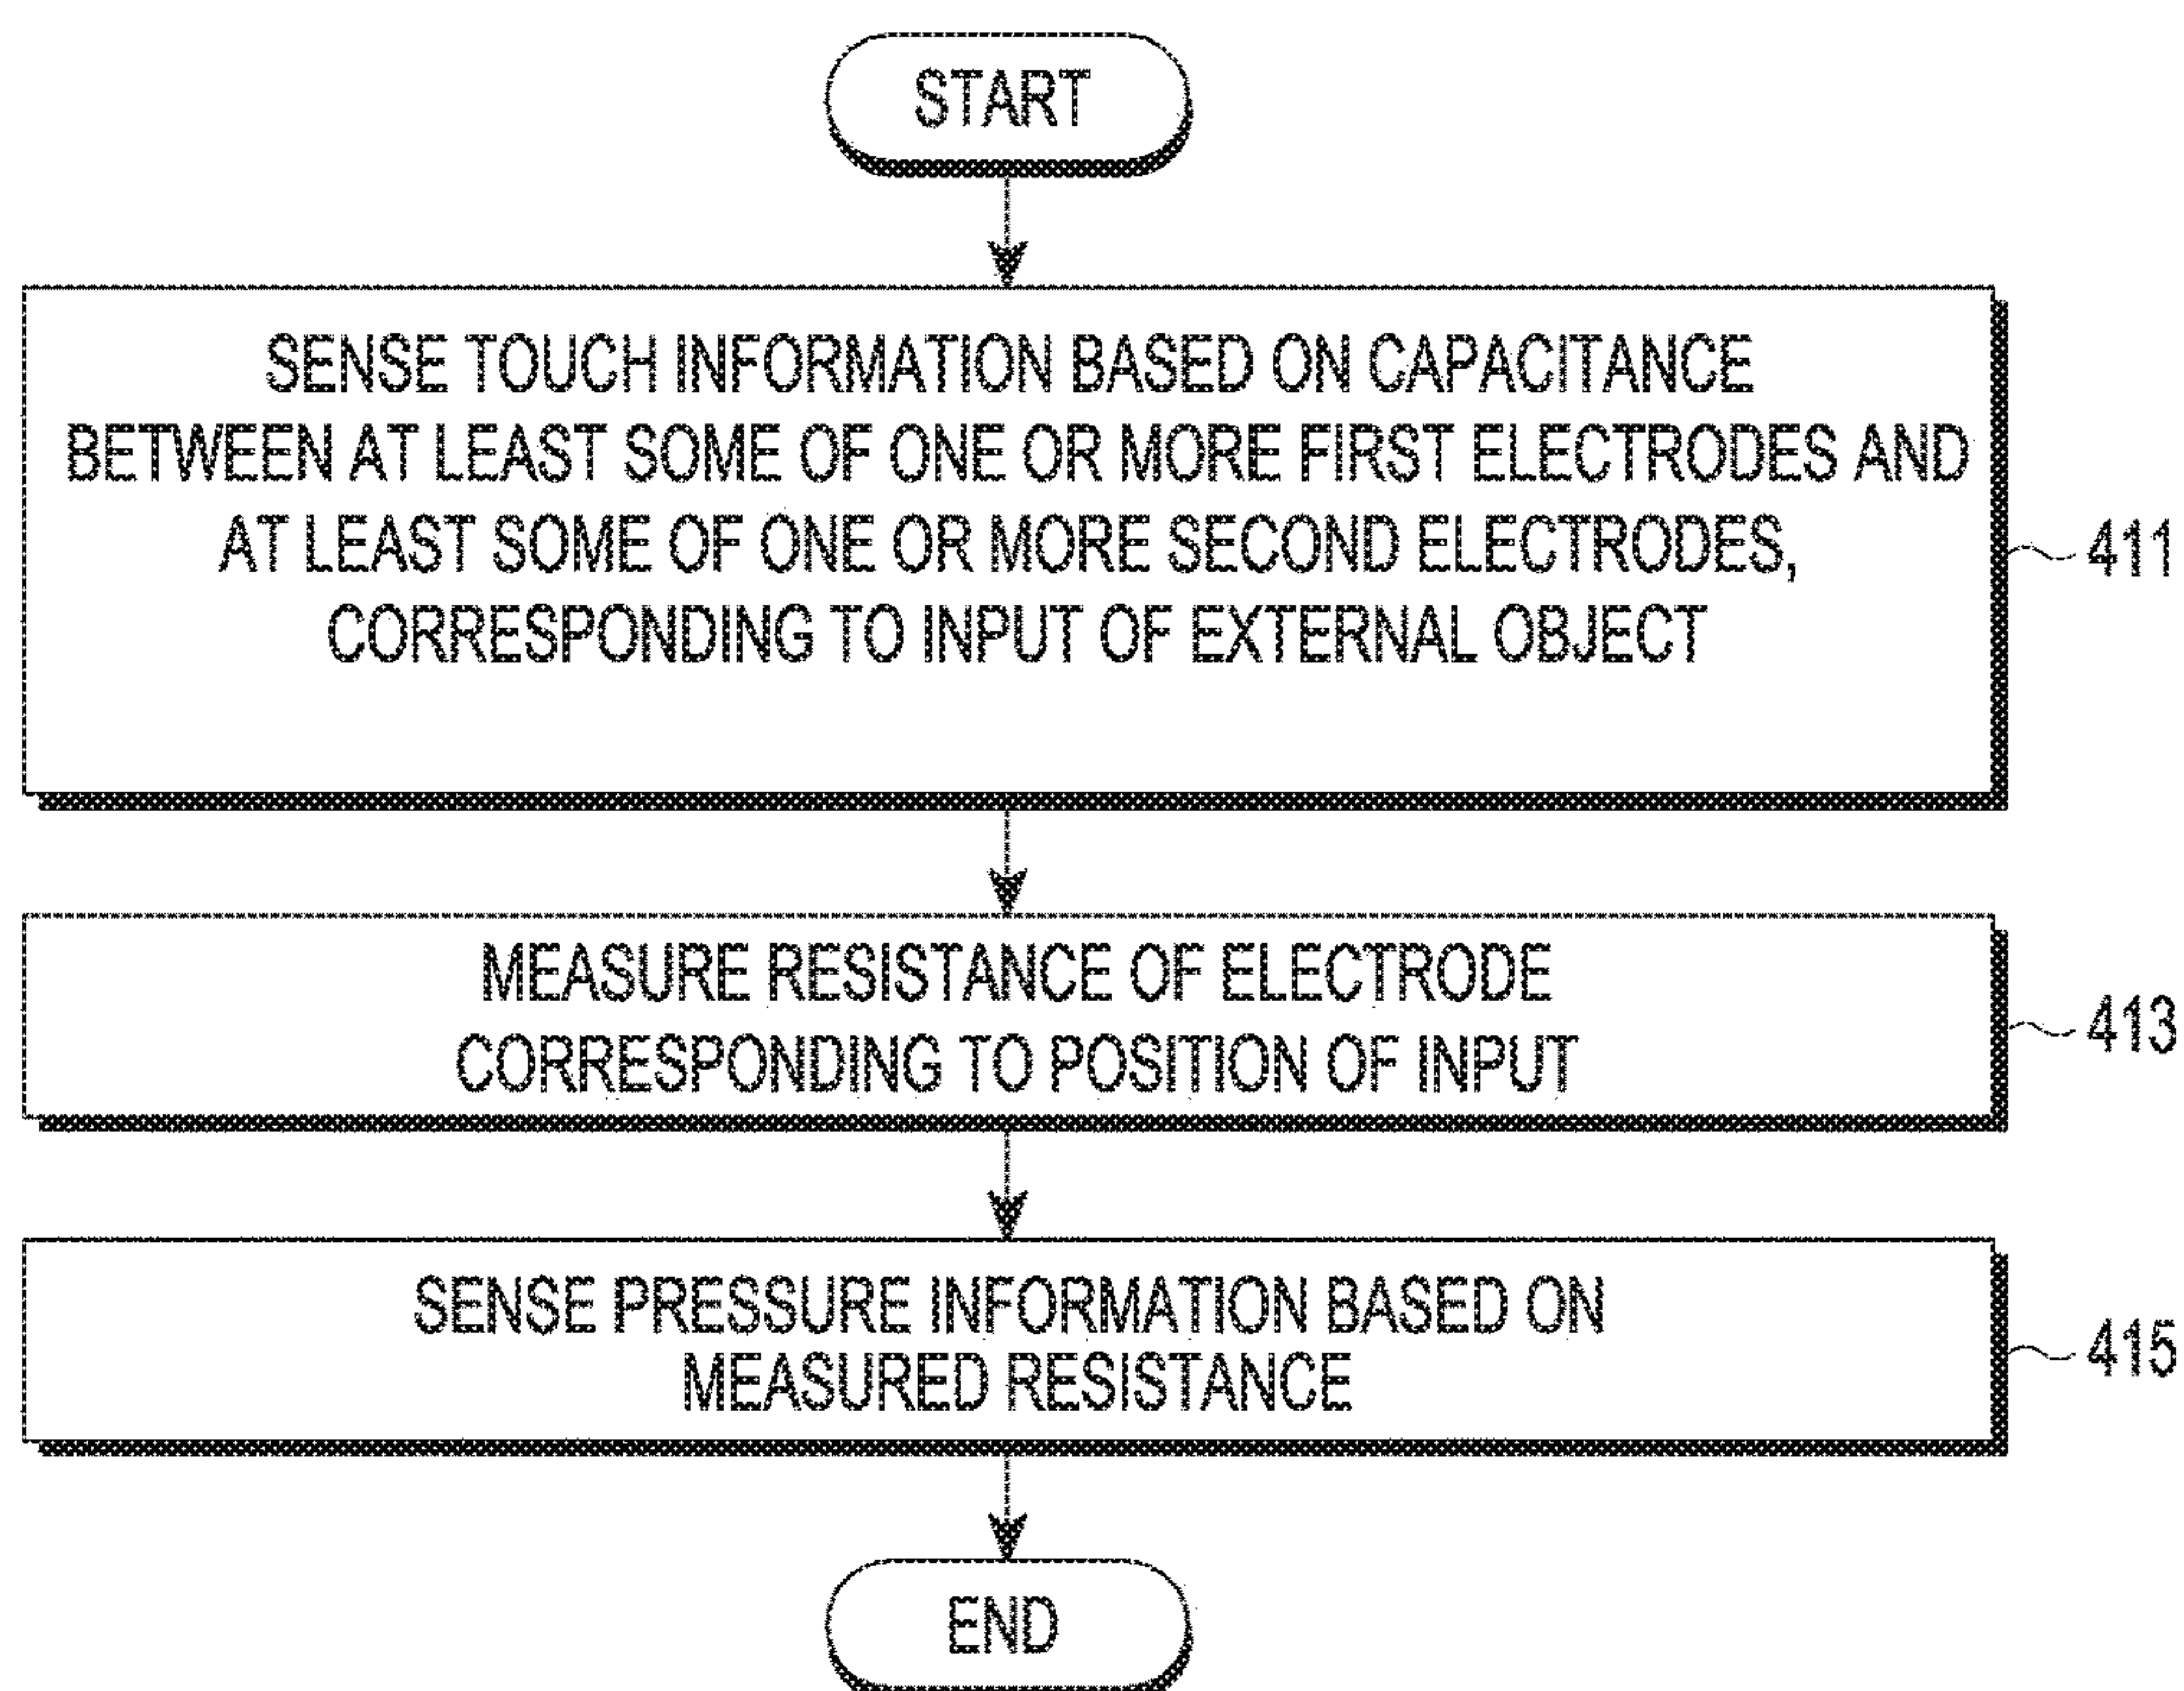 START
SENSE TOUCH INFORMATION BASED ON CAPACITANCE
BETWEEN AT LEAST SOME OF ONE OR MORE FIRST ELECTRODES AND
AT LEAST SOME OF ONE OR MORE SECOND ELECTRODES,
CORRESPONDING TO INPUT OF EXTERNAL OBJECT
411
MEASURE RESISTANCE OF ELECTRODE
CORRESPONDING TO POSITION OF INPUT
413
SENSE PRESSURE INFORMATION BASED ON
MEASURED RESISTANCE
415
END